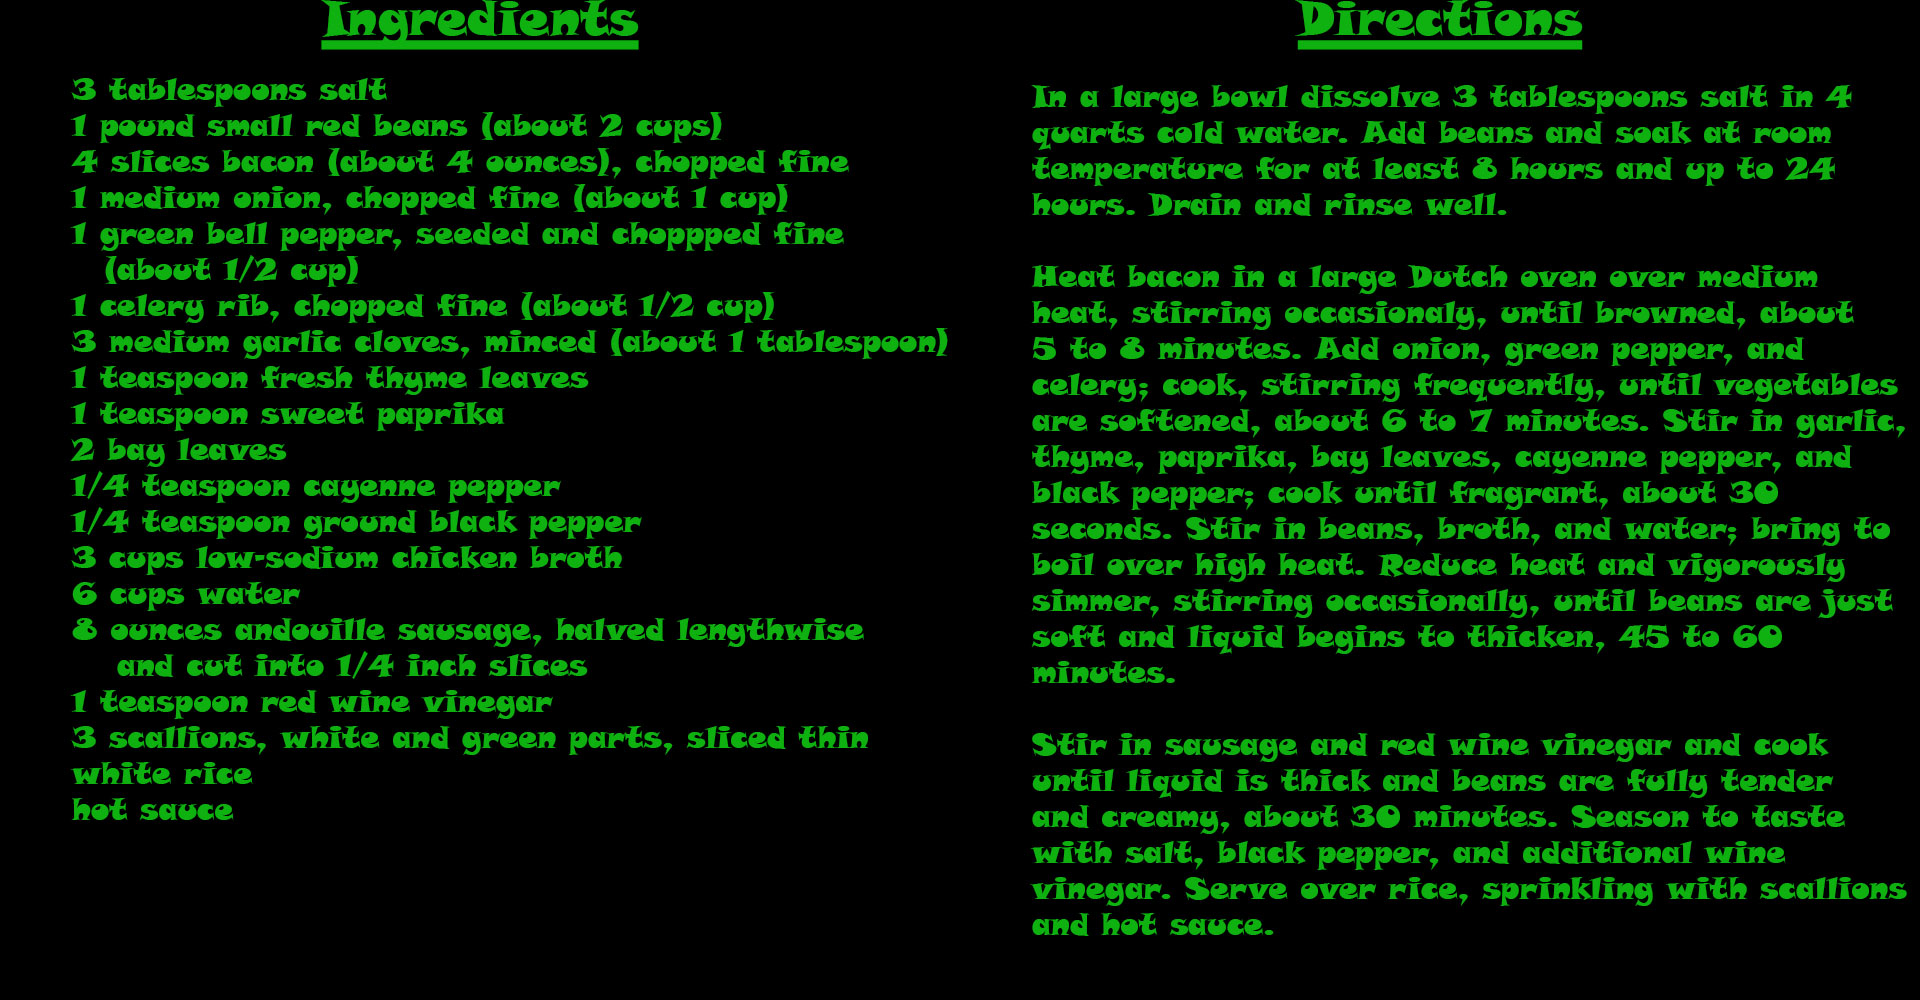 Ingredients
3 tablespoons salt
1 pound small red beans (about 2 cups)
4 slices bacon (about 4 ounces), chopped fine
1 medium onion, chopped fine (about 1 cup)
1 green bell pepper, seeded and choppped fine
(about 1/2 cup)
1 celery rib, chopped fine (about 1/2 cup)
3 medium garlic cloves, minced (about 1 tablespoon)
1 teaspoon fresh thyme leaves
1 teaspoon sweet paprika
2 bay leaves
1/4 teaspoon cayenne pepper
1/4 teaspoon ground black pepper
3 cups low-sodium chicken broth
6 cups water
8 ounces andouille sausage, halved lengthwise
and cut into 1/4 inch slices
1 teaspoon red wine vinegar
3 scallions, white and green parts, sliced thin
white rice
hot sauce
Directions
In a large bowl dissolve 3 tablespoons salt in 4
quarts cold water. Add beans and soak at room
temperature for at least 8 hours and up to 24
hours. Drain and rinse well.
Heat bacon in a large Dutch oven over medium
heat, stirring occasionaly, until browned, about
5 to 8 minutes. Add onion, green pepper, and
celery; cook, stirring frequently, until vegetables
are softened, about 6 to 7 minutes. Stir in garlic,
thyme, paprika, bay leaves, cayenne pepper, and
black pepper; cook until fragrant, about 30
seconds. Stir in beans, broth, and water; bring to
boil over high heat. Reduce heat and vigorously
simmer, stirring occasionally, until beans are just
soft and liquid begins to thicken, 45 to 60
minutes.
Stir in sausage and red wine vinegar and cook
until liquid is thick and beans are fully tender
and creamy, about 30 minutes. Season to taste
with salt, black pepper, and additional wine
vinegar. Serve over rice, sprinkling with scallions
and hot sauce.